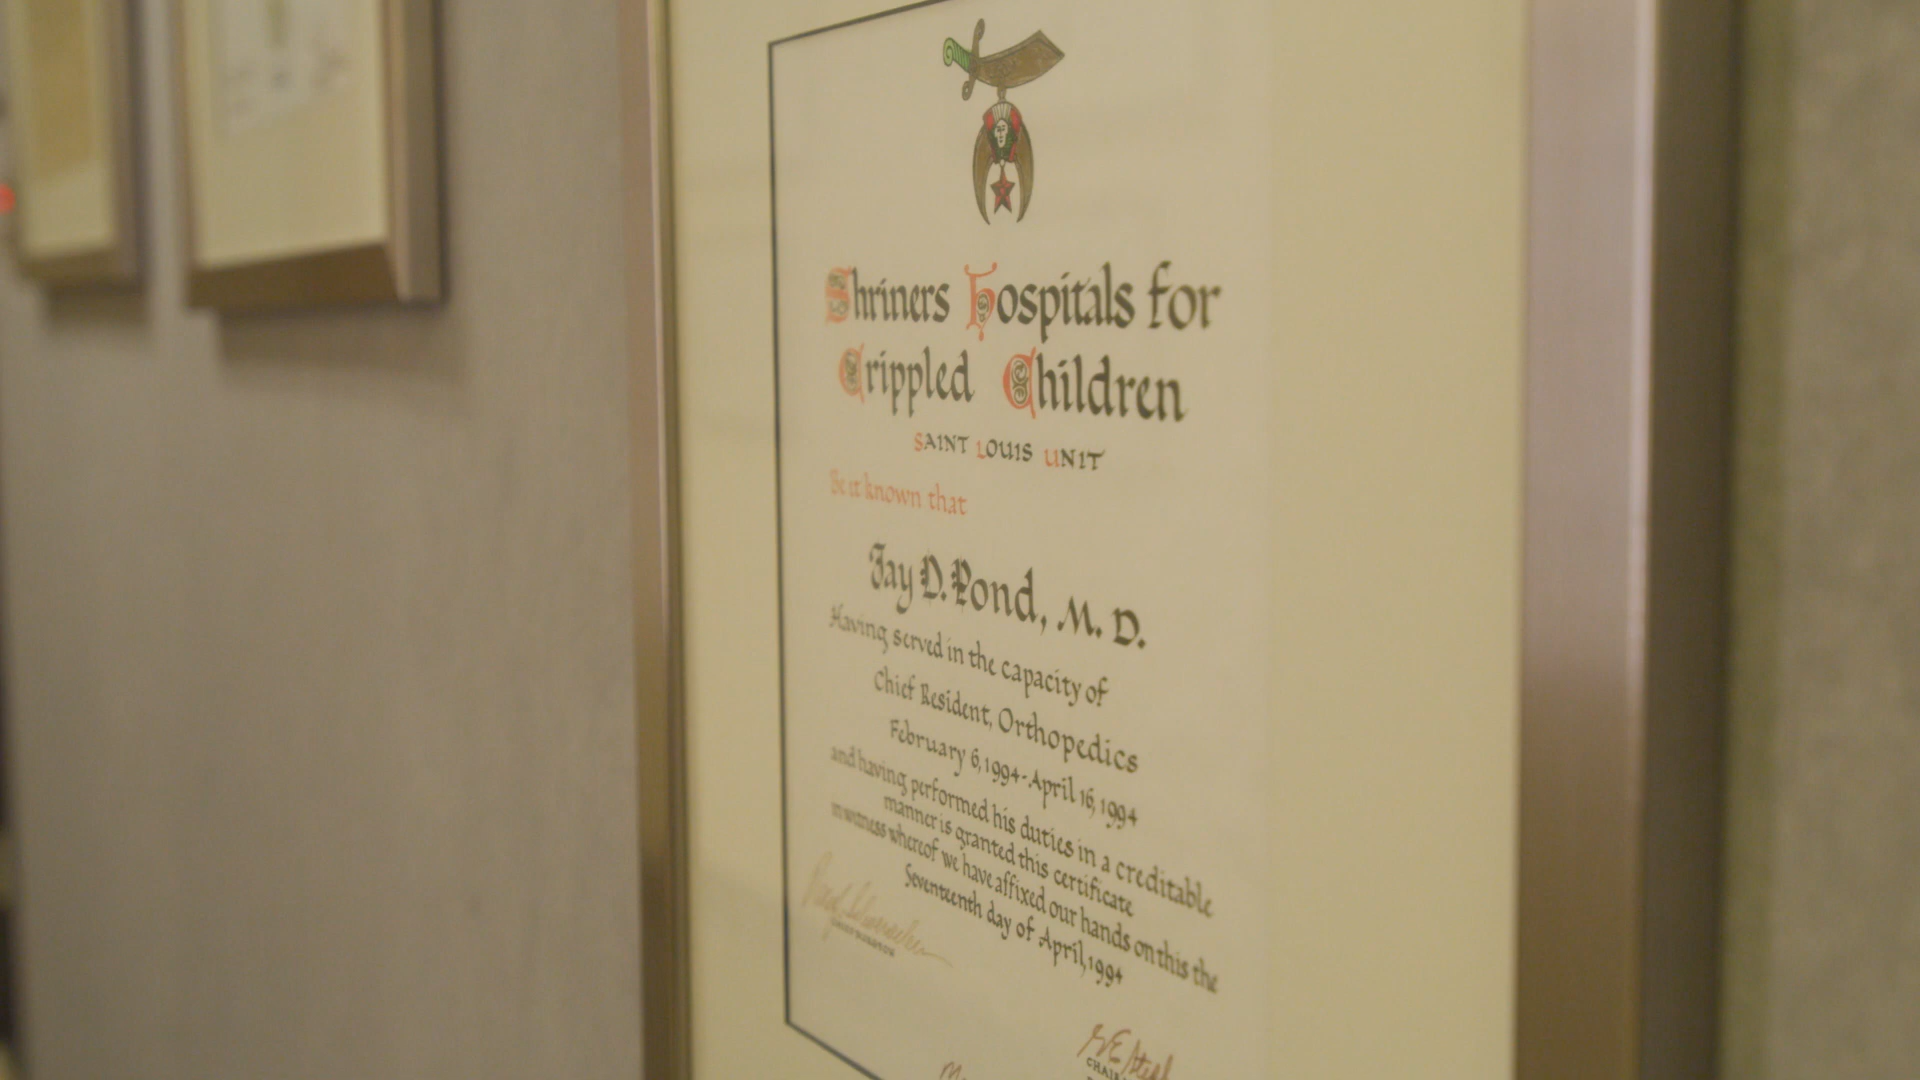 Shriners Hospitals for
Crippled Children
SAINT LOUIS UNIT
Be it known that
Jay D. Pond, M. D.
Having served in the capacity of
Chief Resident, Orthopedics
February 6, 1994-April 16, 1994
and having performed his duties in a creditable
manner is granted this certificate
in witness whereof we have affixed our hands on this the
Seventeenth day of April, 1994